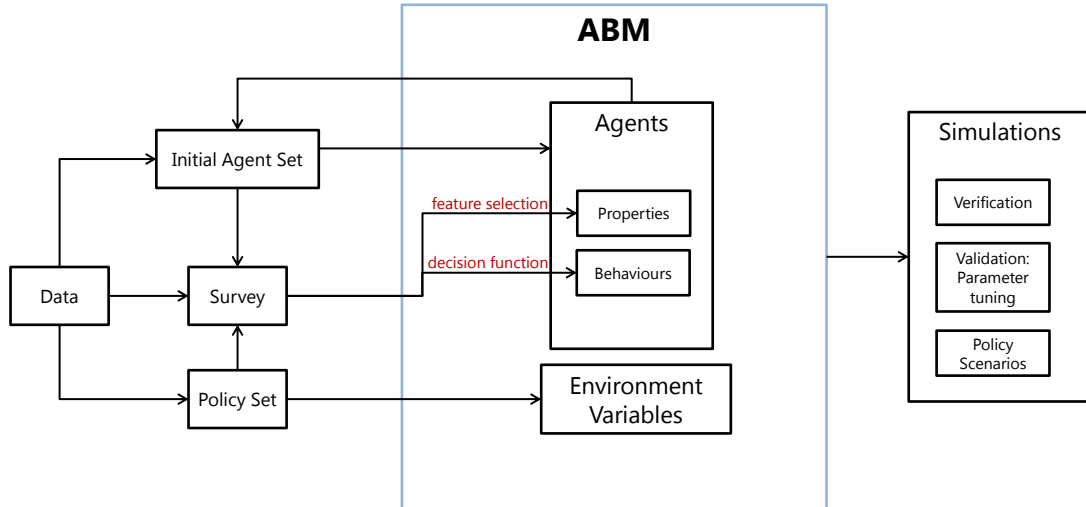 ABM
Agents
Simulations
Initial Agent Set
Verification
feature selection
Properties
decision function
Behaviours
Validation:
Parameter
tuning
Data
Survey
Policy
Scenarios
Policy Set
Environment
Variables